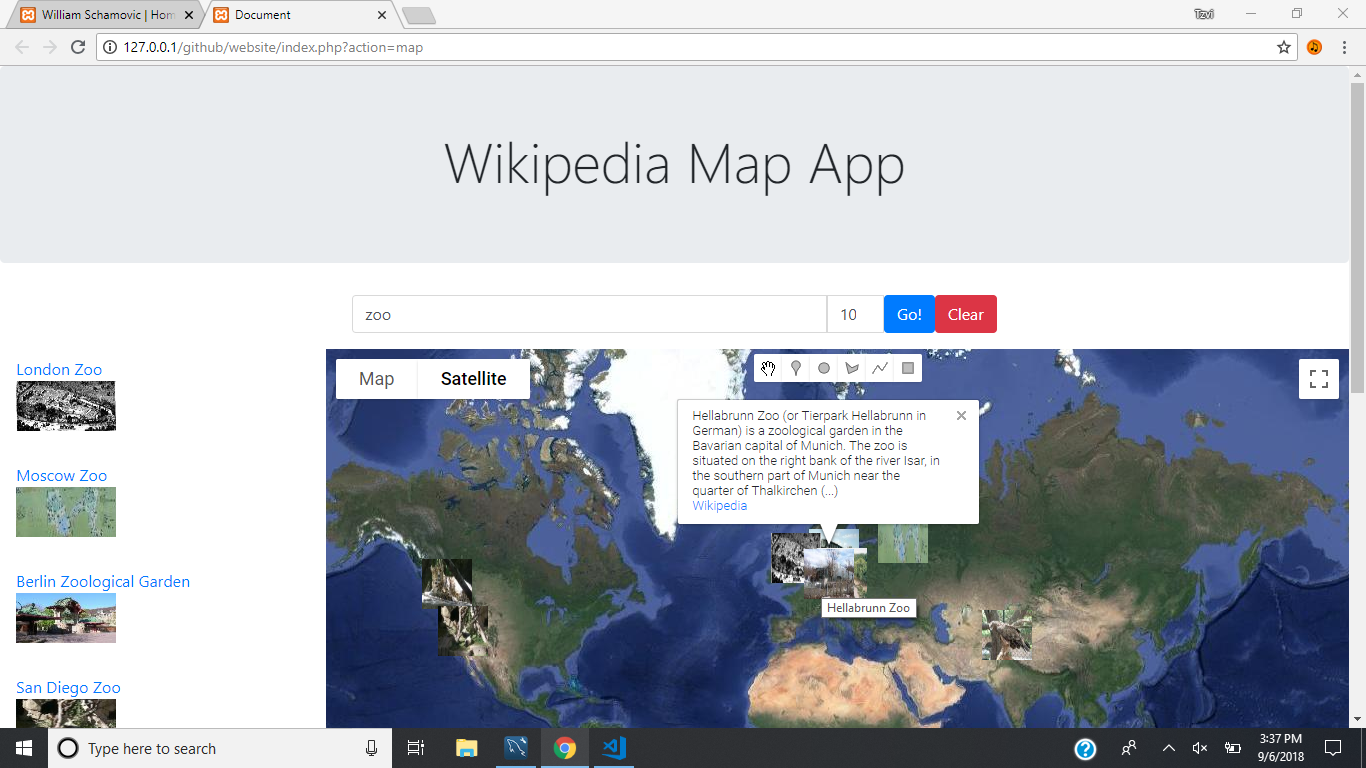 William Schamovic | Hom
Document
Tzvi
127.0.0.1/github/website/index.php?action=map
Wikipedia Map App
zoo
10
Go!
Clear
London Zoo
Moscow Zoo
Berlin Zoological Garden
San Diego Zoo
Map
Satellite
Hellabrunn Zoo (or Tierpark Hellabrunn in
German) is a zoological garden in the
Bavarian capital of Munich. The zoo is
situated on the right bank of the river Isar, in
the southern part of Munich near the
quarter of Thalkirchen (...)
Wikipedia
Hellabrunn Zoo
Type here to search
3:37 PM
9/6/2018